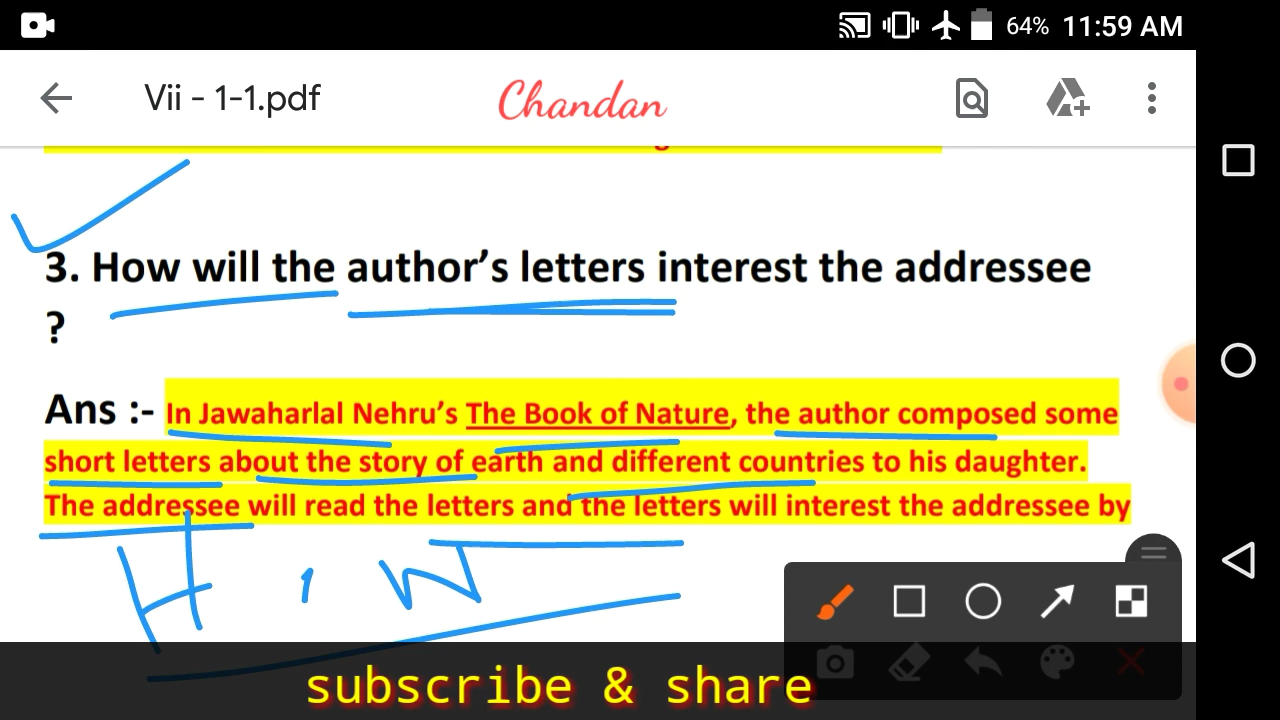 64% 11:59 AM
Vii - 1-1.pdf Chandan
3. How will the author's letters interest the addressee
?
Ans :- In Jawaharlal Nehru's The Book of Nature, the author composed some
short letters about the story of earth and different countries to his daughter.
The addressee will read the letters and the letters will interest the addressee by
H . W
subscribe & share